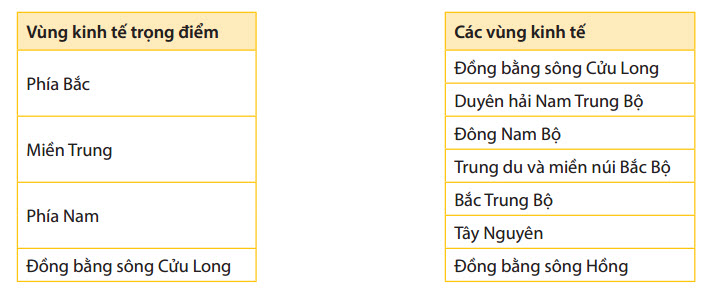 Vùng kinh tế trọng điểm
Phía Bắc
Miền Trung
Phía Nam
Đồng bằng sông Cửu Long
Các vùng kinh tế
Đồng bằng sông Cửu Long
Duyên hải Nam Trung Bộ
Đông Nam Bộ
Trung du và miền núi Bắc Bộ
Bắc Trung Bộ
Tây Nguyên
Đồng bằng sông Hồng